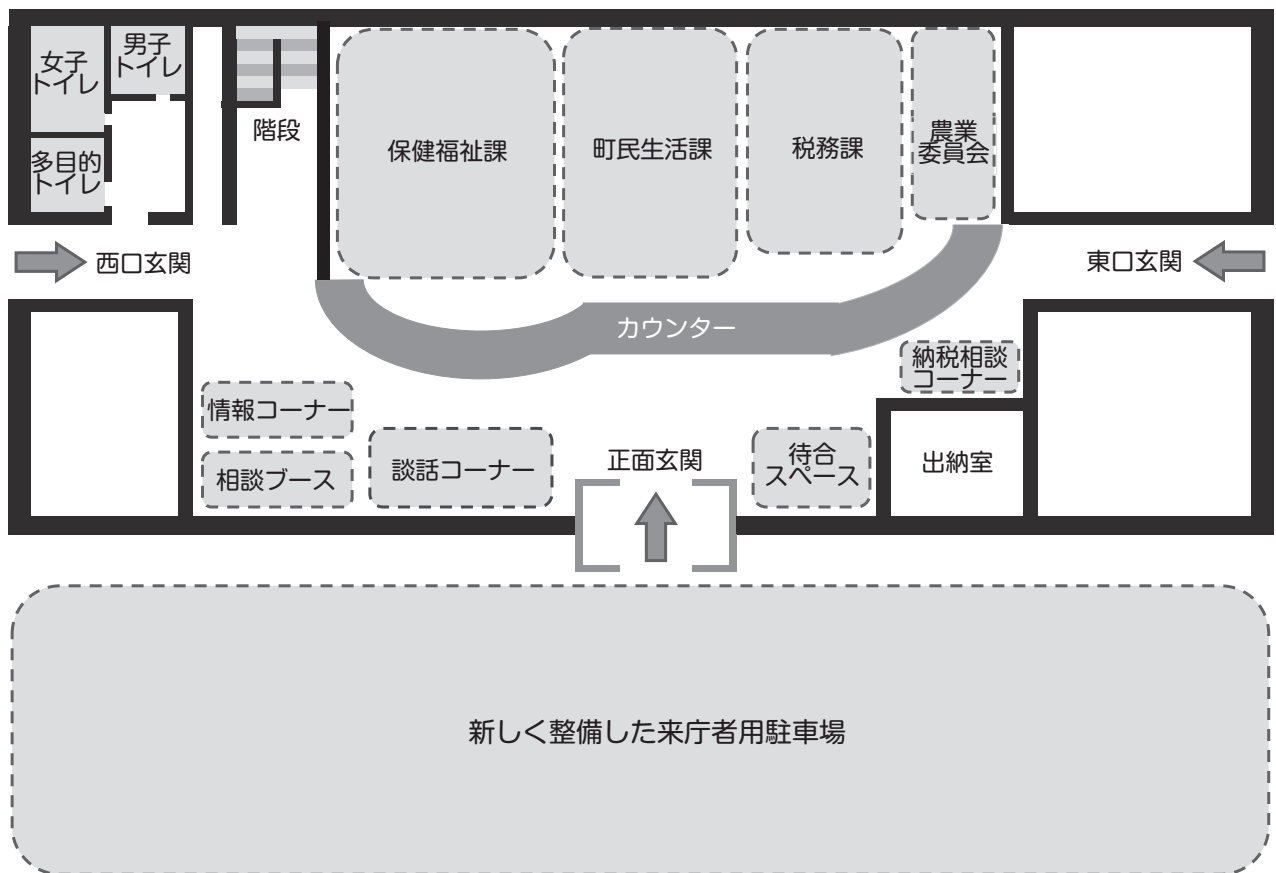 女子
トイレ
男子
トイレ
多目的
トイレ
階段
保健福祉課
町民生活課
税務課
農業
委員会
西口玄関
東口玄関
カウンター
納税相談
コーナー
情報コーナー
相談ブース
談話コーナー
正面玄関
待合
スペース
出納室
新しく整備した来庁者用駐車場